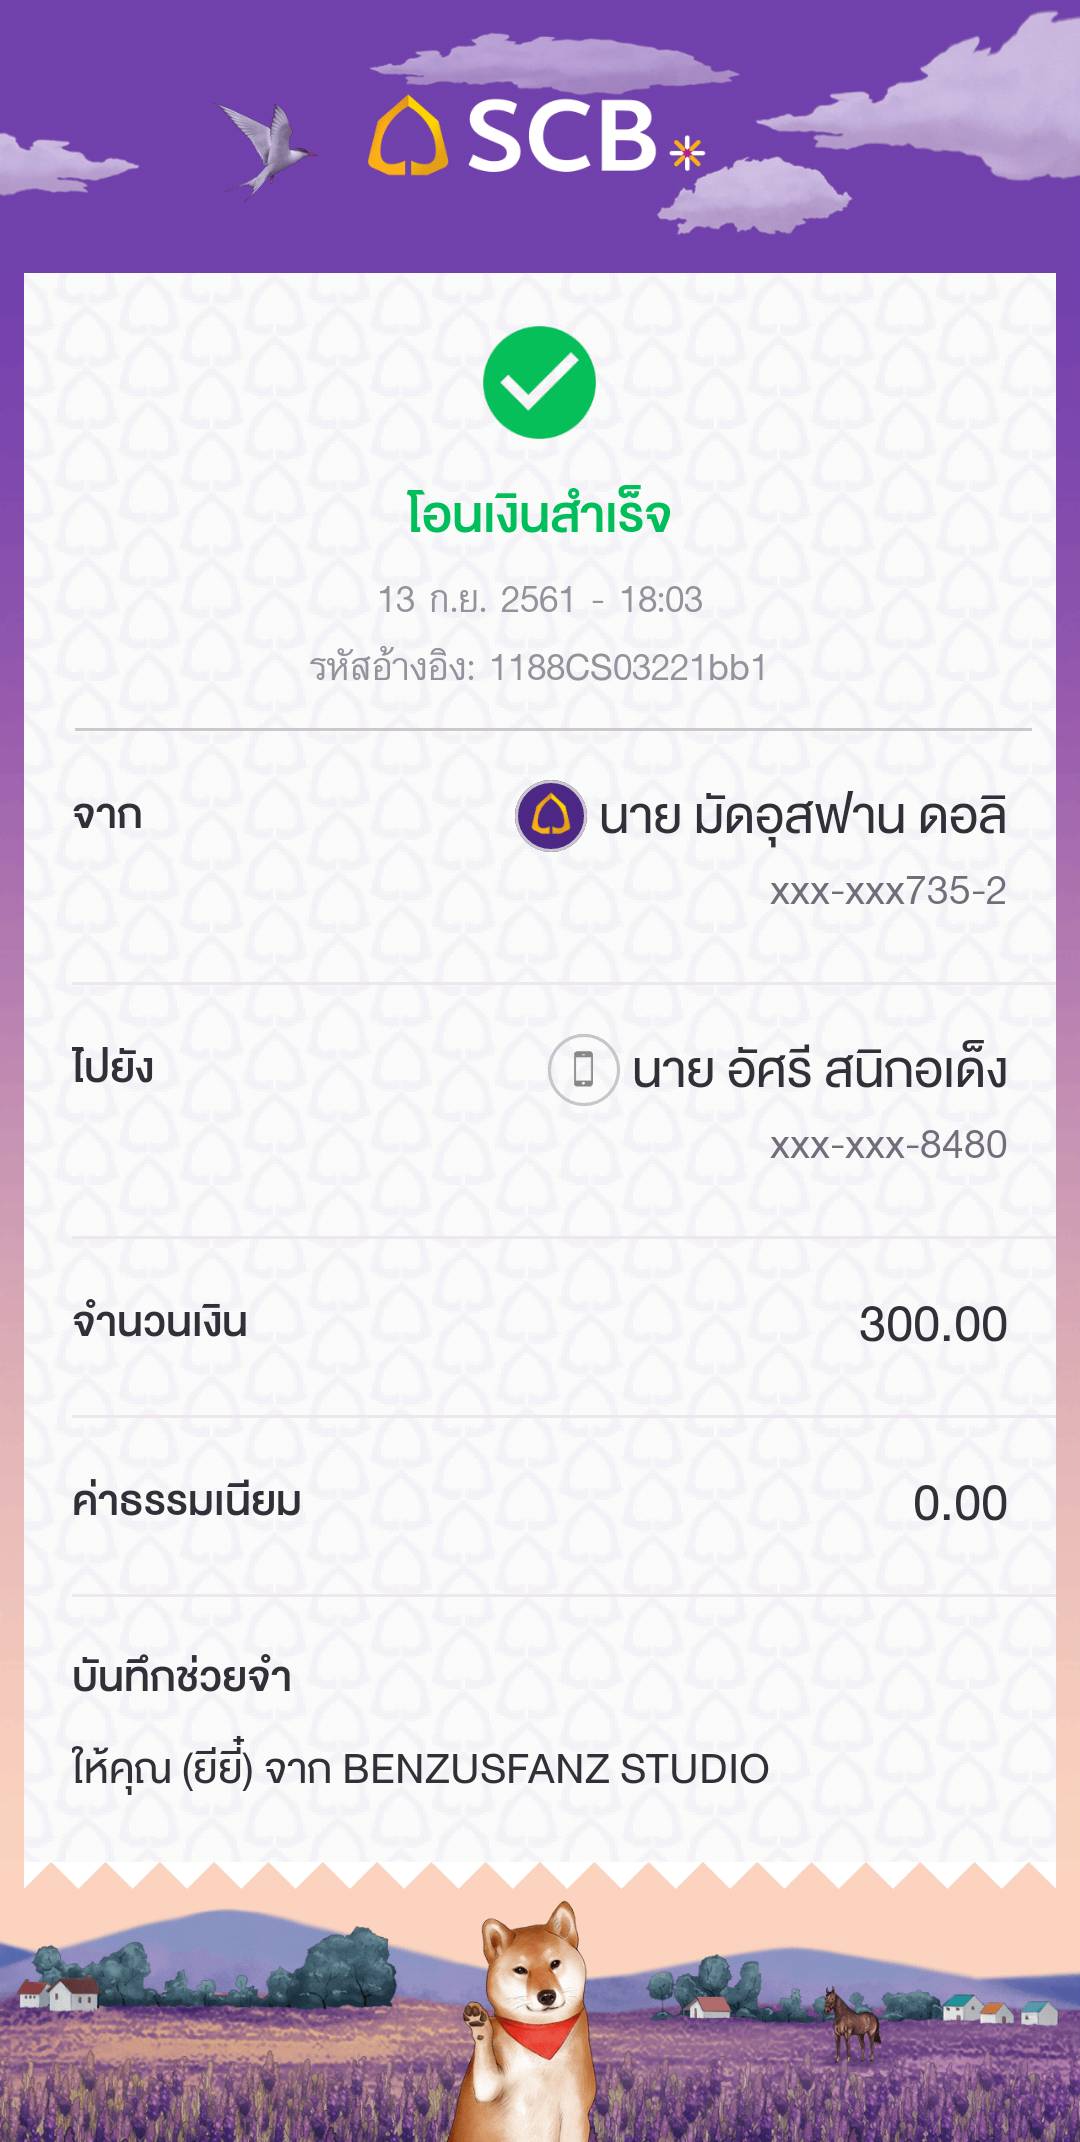 SCB
โอนเงินสำเร็จ
13 ก.ย. 2561 - 18:03
รหัสอ้างอิง: 1188CS03221bb1
จาก นาย มัดอุสฟาน ดอลิ
xxx-xxx735-2
ไปยัง นาย อัศรี สนิกอเด็ง
xxx-xxx-8480
จำนวนเงิน 300.00
ค่าธรรมเนียม 0.00
บันทึกช่วยจำ
ให้คุณ (ยียี๋) จาก BENZUSFANZ STUDIO